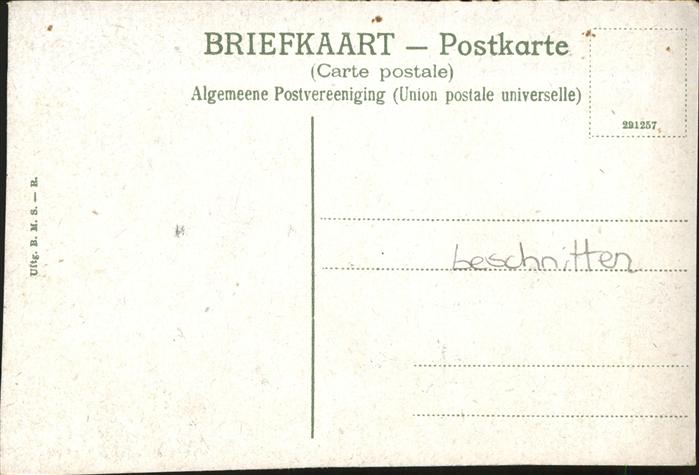 BRIEFKAART — Postkarte
(Carte postale)
Algemeene Postvereeniging (Union postale universelle)
291257
Uitg. B. M. S. — R.
beschnitten